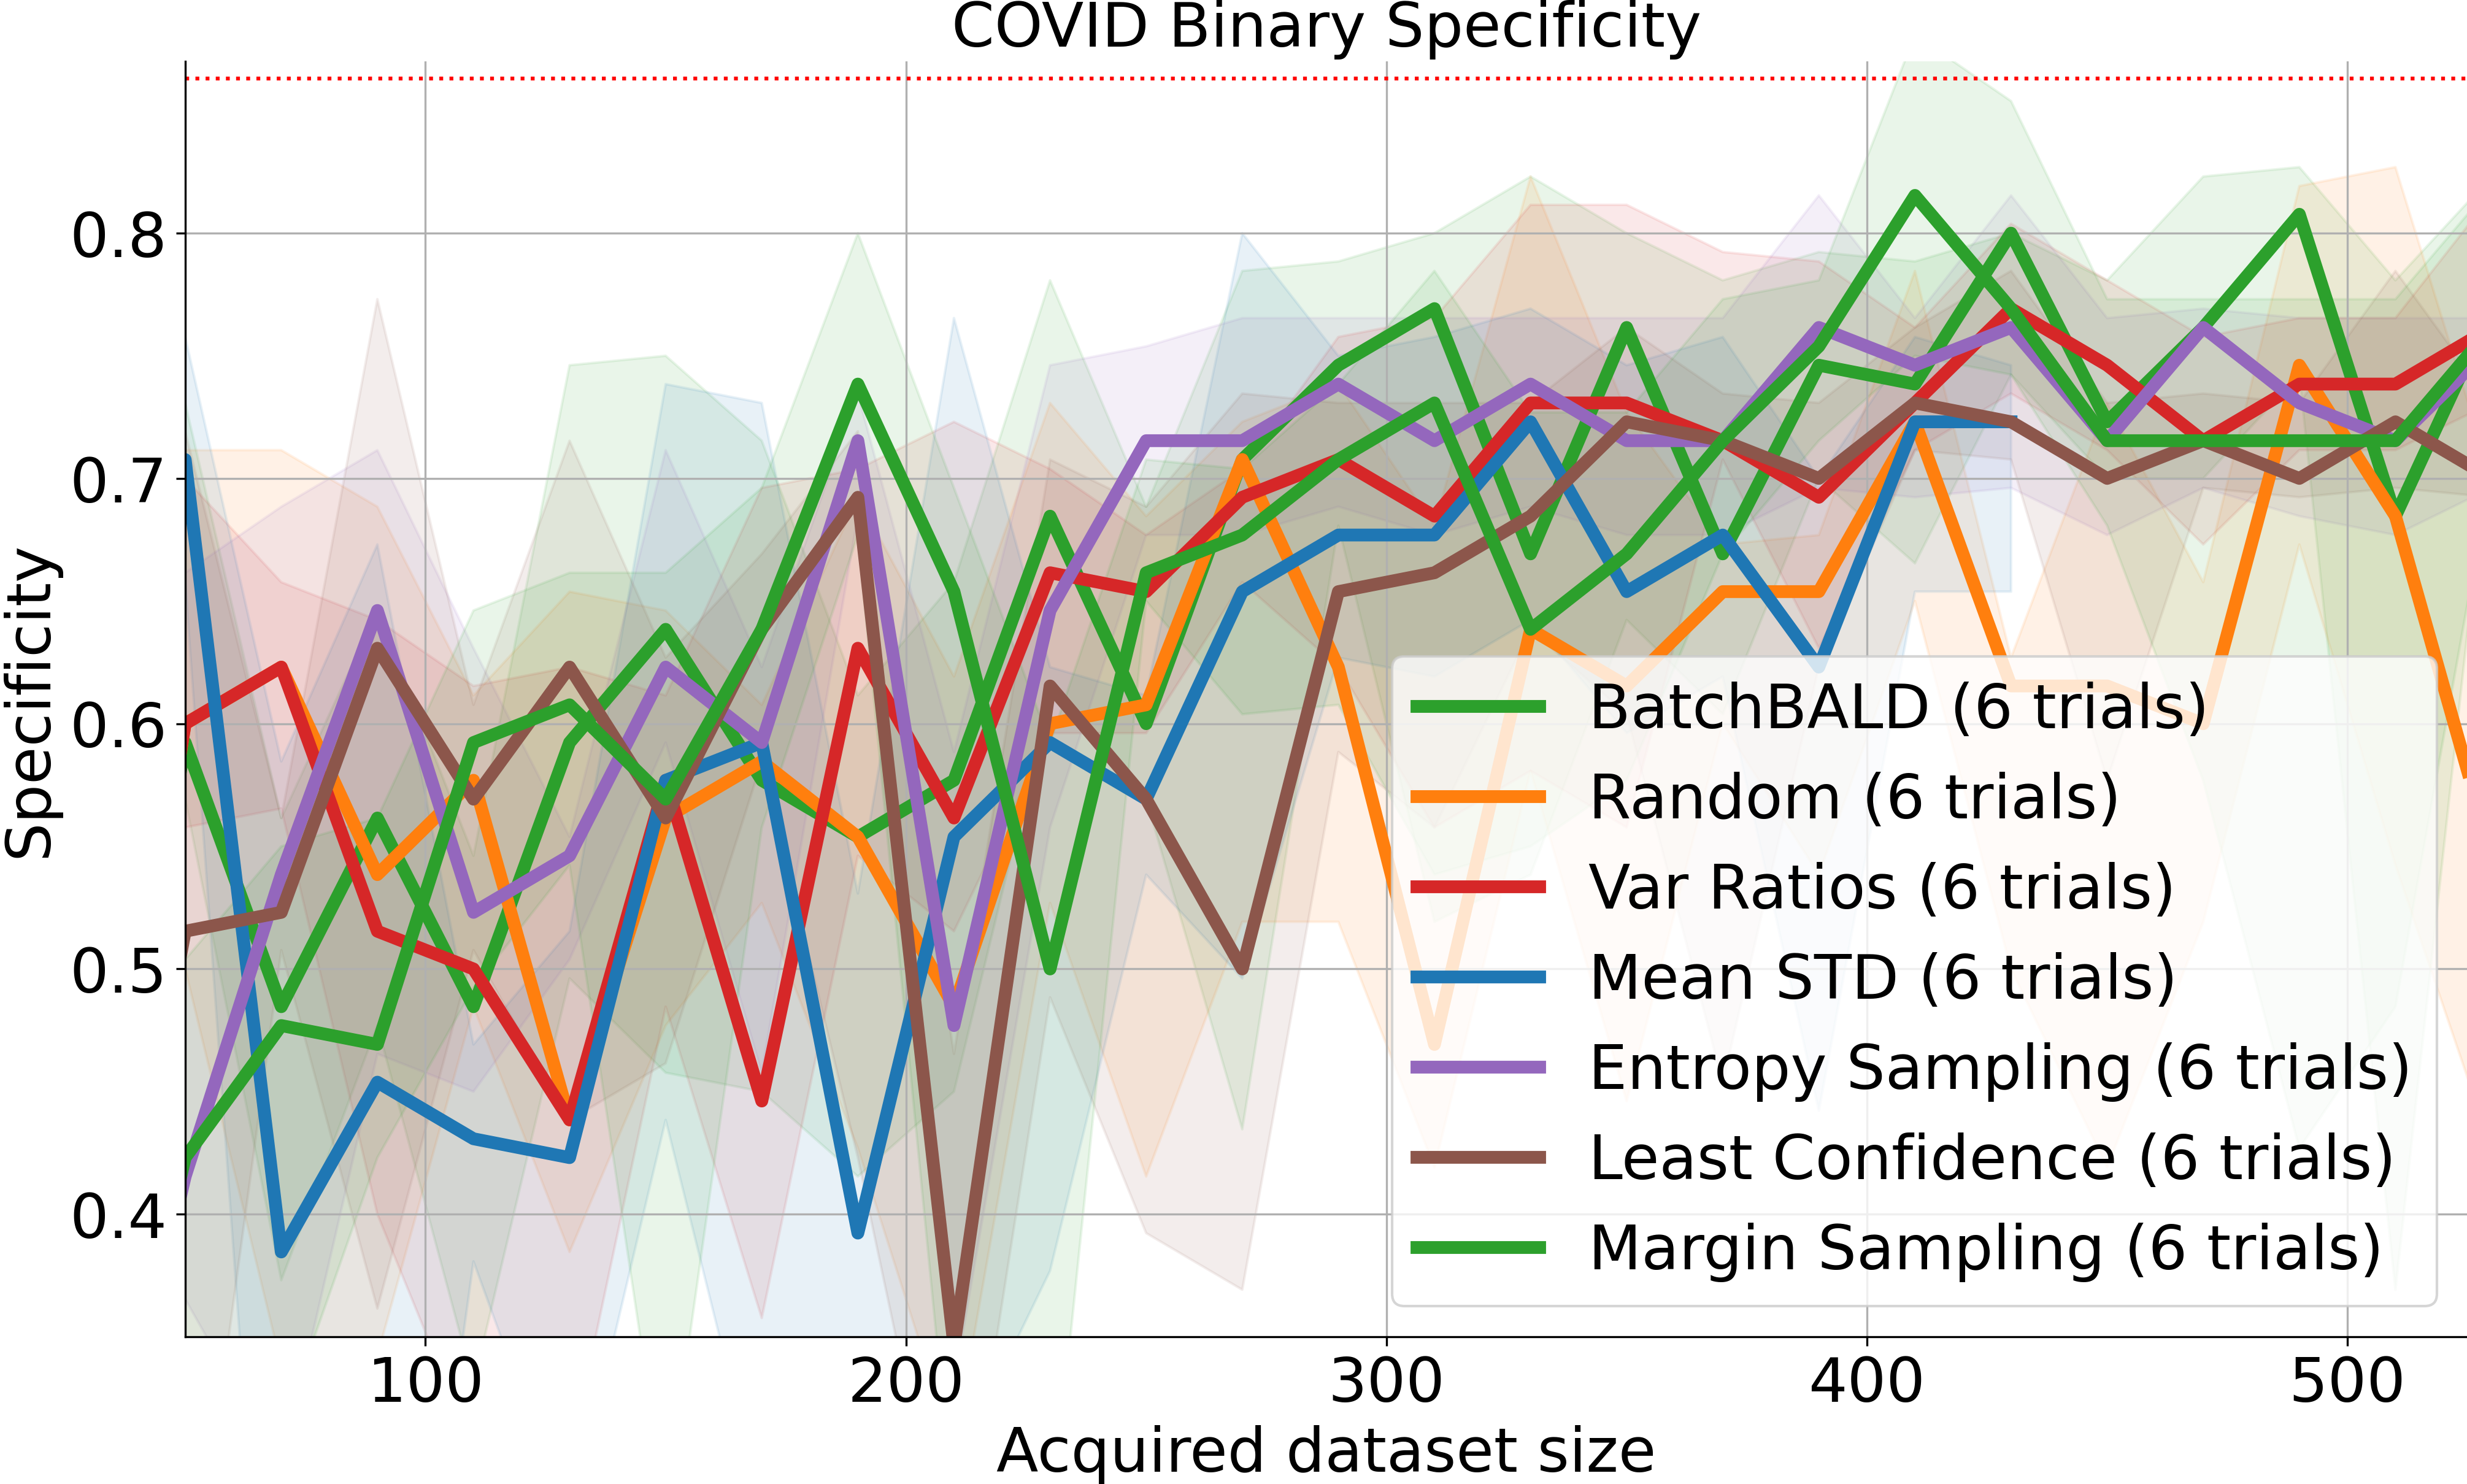 COVID Binary Specificity
Specificity
0.8
0.7
0.6
0.5
0.4
BatchBALD (6 trials)
Random (6 trials)
Var Ratios (6 trials)
Mean STD (6 trials)
Entropy Sampling (6 trials)
Least Confidence (6 trials)
Margin Sampling (6 trials)
100 200 300 400 500
Acquired dataset size